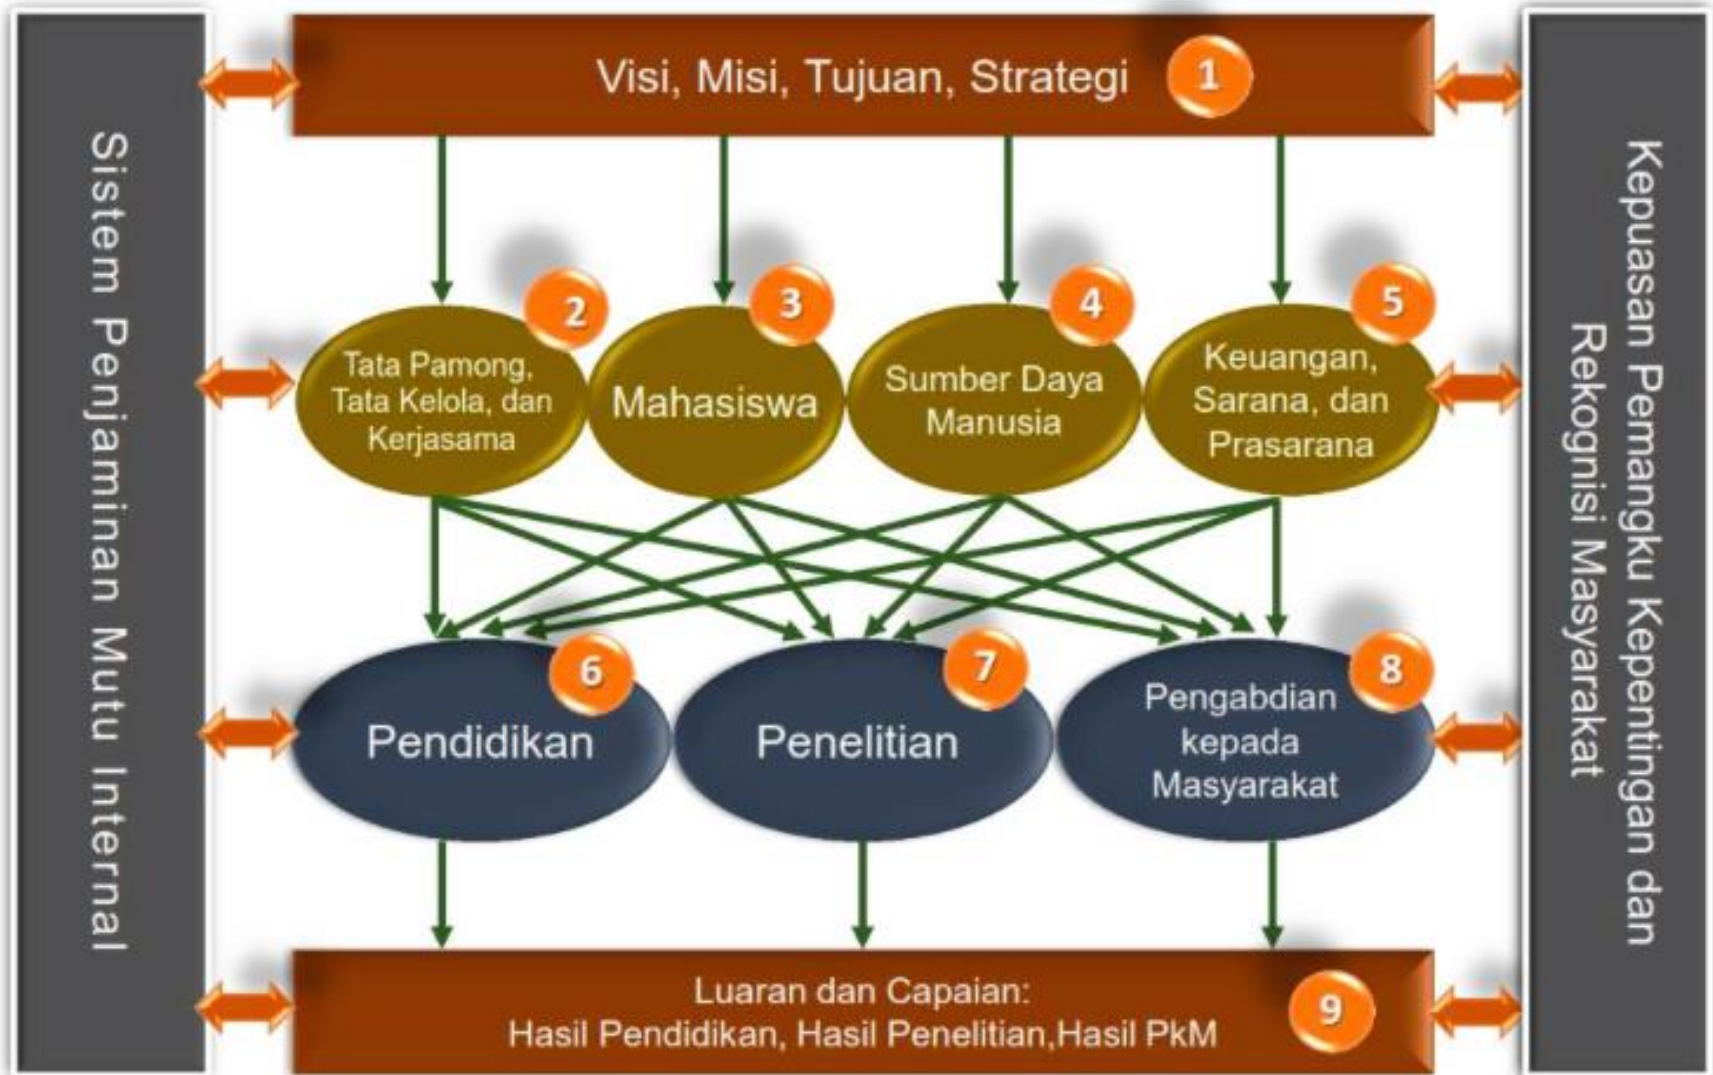 Sistem Penjaminan Mutu Internal
Visi, Misi, Tujuan, Strategi
1
2
Tata Pamong,
Tata Kelola, dan
Kerjasama
3
Mahasiswa
4
Sumber Daya
Manusia
5
Keuangan,
Sarana, dan
Prasarana
6
Pendidikan
7
Penelitian
8
Pengabdian
kepada
Masyarakat
Luaran dan Capaian:
Hasil Pendidikan, Hasil Penelitian,Hasil PkM
9
Kepuasan Pemangku Kepentingan dan
Rekognisi Masyarakat